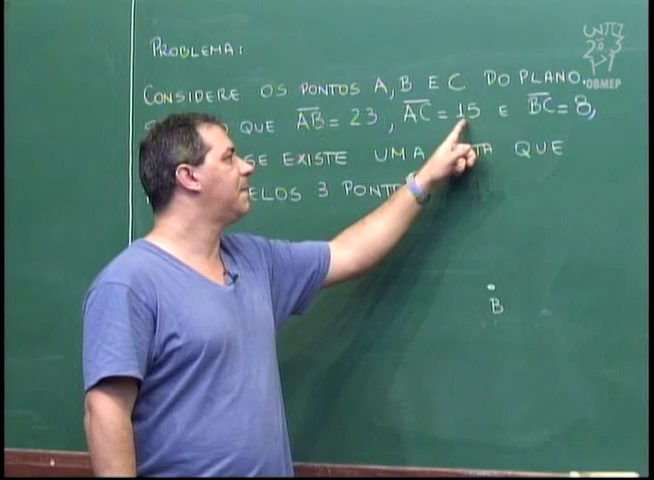 PROBLEMA:
CONSIDERE OS PONTOS A, B E C DO PLANO.
QUE AB = 23, AC = 15 E BC = 8,
SE EXISTE UMA QUE
3
B
OBMEP